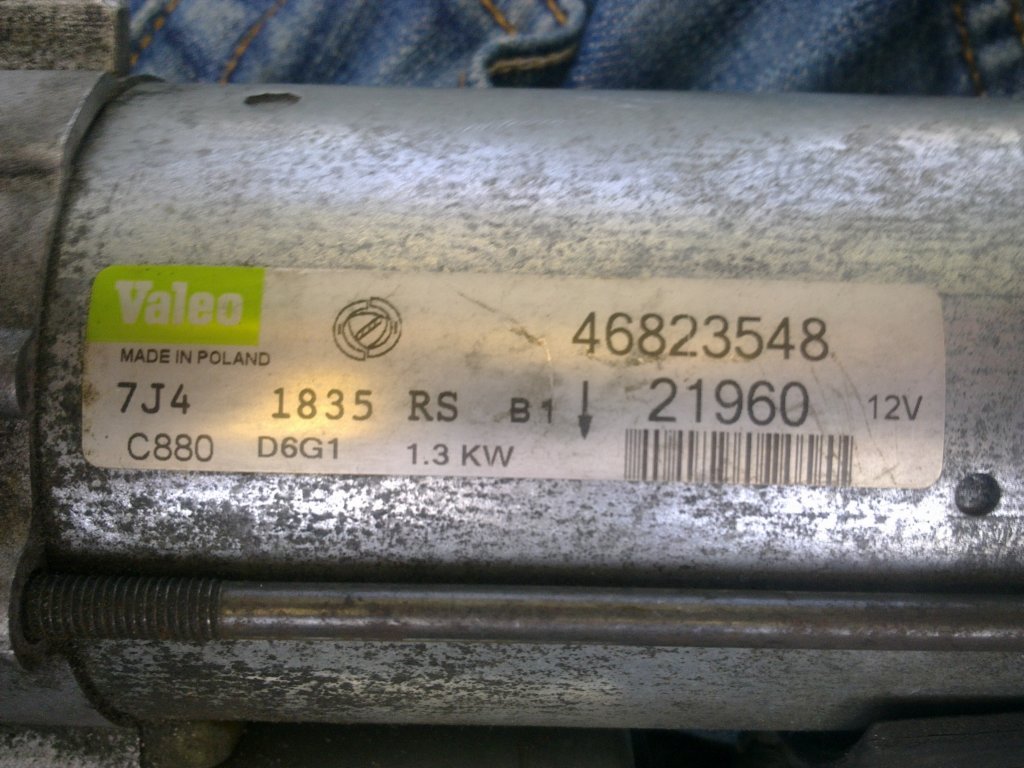 Valeo
MADE IN POLAND
46823548
7J4 1835 RS B1 21960 12V
C880 D6G1 1.3 KW